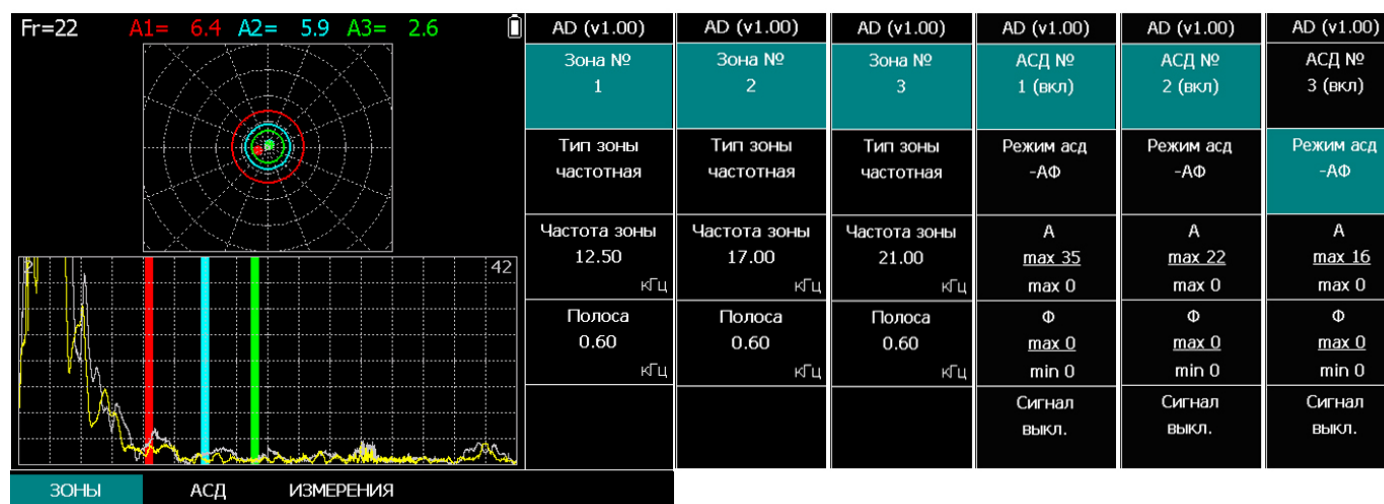 Fr=22 A1= 6.4 A2= 5.9 A3= 2.6
2 42
ЗОНЫ АСД ИЗМЕРЕНИЯ
AD (v1.00)
Зона №
1
Тип зоны
частотная
Частота зоны
12.50
кГц
Полоса
0.60
кГц
AD (v1.00)
Зона №
2
Тип зоны
частотная
Частота зоны
17.00
кГц
Полоса
0.60
кГц
AD (v1.00)
Зона №
3
Тип зоны
частотная
Частота зоны
21.00
кГц
Полоса
0.60
кГц
AD (v1.00)
АСД №
1 (вкл)
Режим асд
-АФ
А
max 35
max 0
Ф
max 0
min 0
Сигнал
выкл.
AD (v1.00)
АСД №
2 (вкл)
Режим асд
-АФ
А
max 22
max 0
Ф
max 0
min 0
Сигнал
выкл.
AD (v1.00)
АСД №
3 (вкл)
Режим асд
-АФ
А
max 16
max 0
Ф
max 0
min 0
Сигнал
выкл.